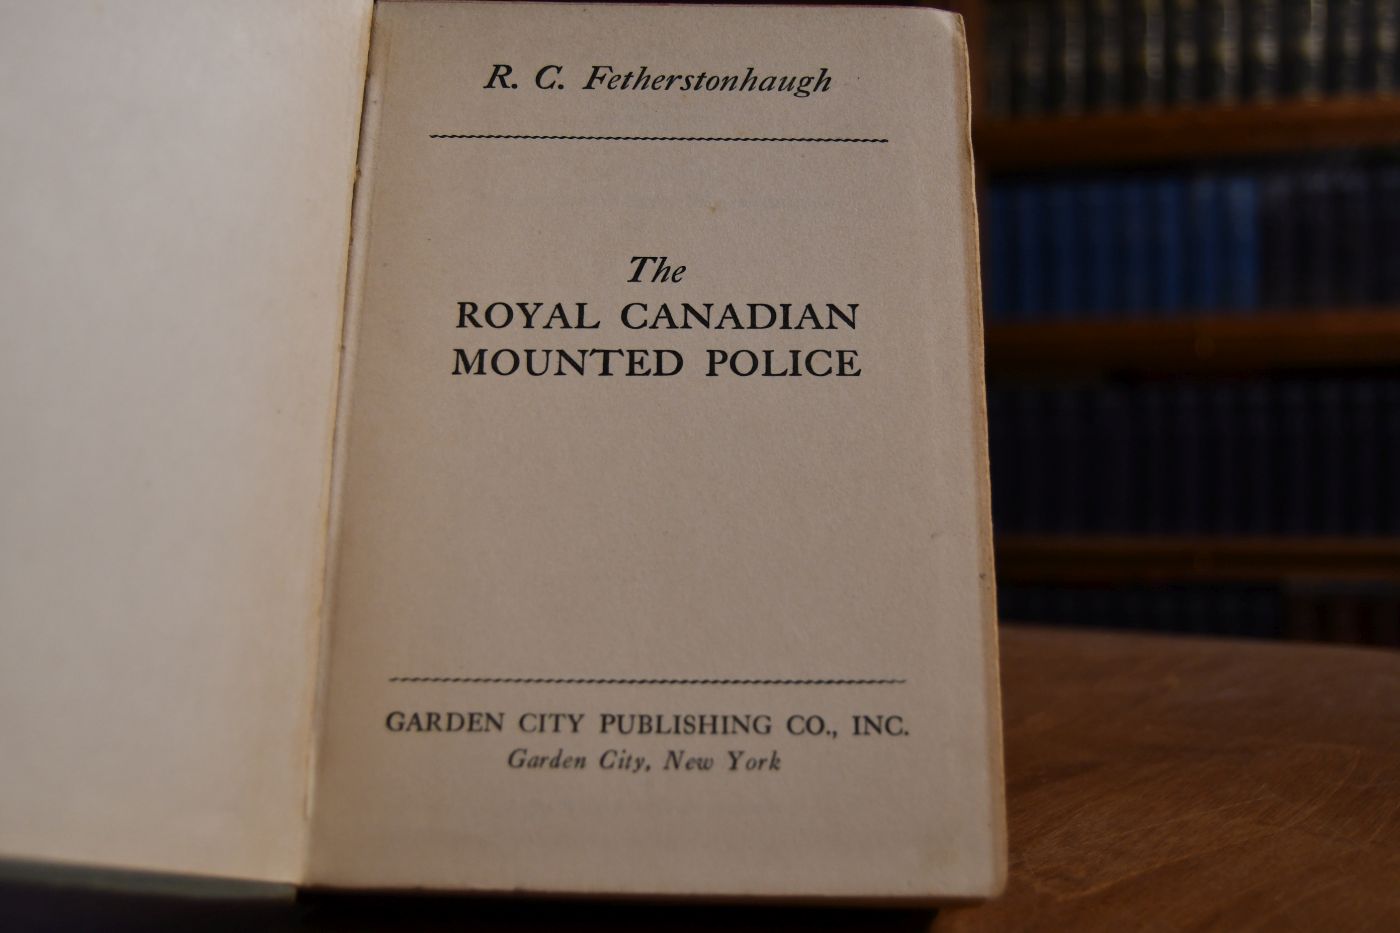 R. C. Fetherstonhaugh
The
ROYAL CANADIAN
MOUNTED POLICE
GARDEN CITY PUBLISHING CO., INC.
Garden City, New York